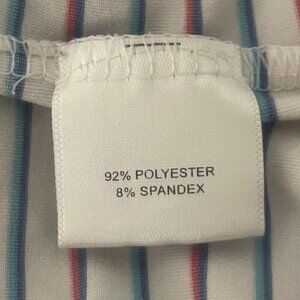 92% POLYESTER
8% SPANDEX